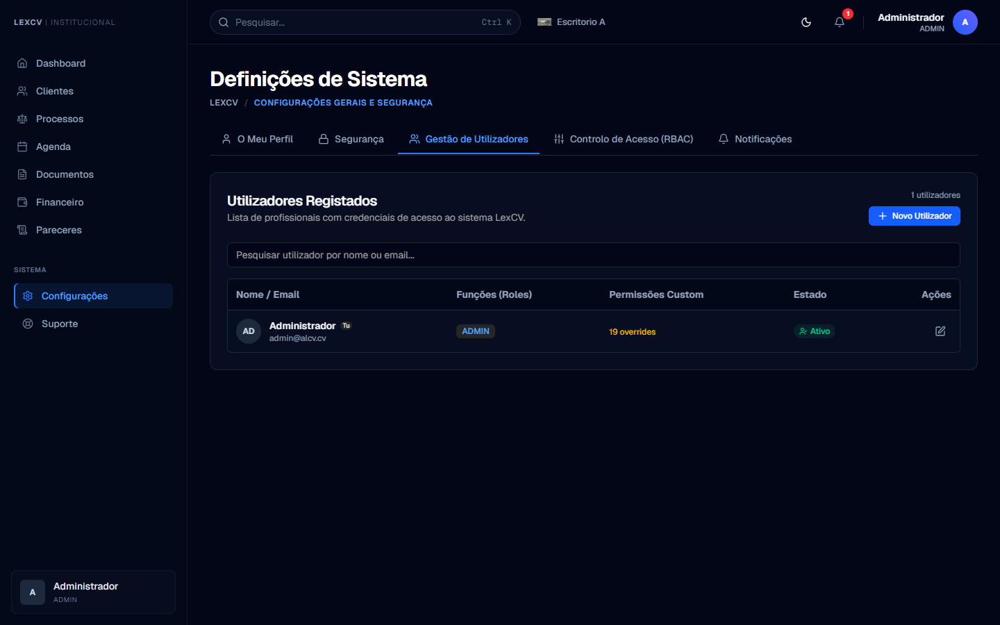 LEXCV | INSTITUCIONAL
Pesquisar...
Ctrl K
Escritorio A
1
Administrador
ADMIN
A
Dashboard
Clientes
Processos
Agenda
Documentos
Financeiro
Pareceres
SISTEMA
Configurações
Suporte
Administrador
A
ADMIN
Definições de Sistema
LEXCV / CONFIGURAÇÕES GERAIS E SEGURANÇA
O Meu Perfil
Segurança
Gestão de Utilizadores
Controlo de Acesso (RBAC)
Notificações
Utilizadores Registados
Lista de profissionais com credenciais de acesso ao sistema LexCV.
1 utilizadores
Novo Utilizador
Pesquisar utilizador por nome ou email...
Nome / Email
Funções (Roles)
Permissões Custom
Estado
Ações
AD
Administrador Tu
admin@alcv.cv
ADMIN
19 overrides
Ativo